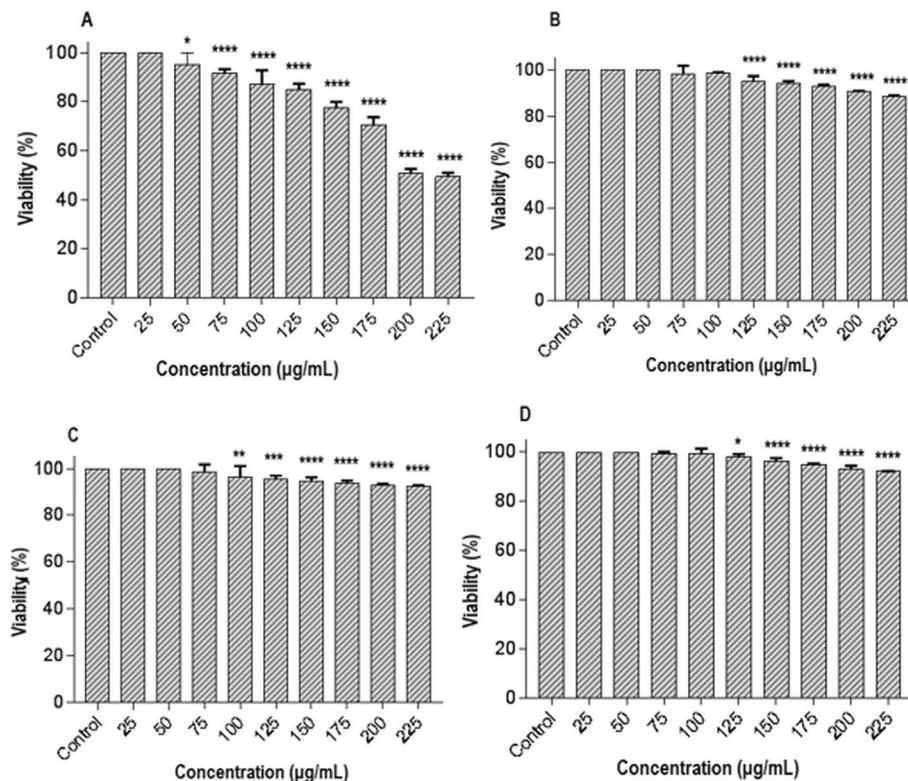 A
Viability (%)
100
80
60
40
20
0
* **** **** **** **** **** **** ****
Control 25 50 75 100 125 150 175 200 225
Concentration (µg/mL)
B
Viability (%)
100
80
60
40
20
0
**** **** **** **** ****
Control 25 50 75 100 125 150 175 200 225
Concentration (µg/mL)
C
Viability (%)
100
80
60
40
20
0
** *** **** **** **** ****
Control 25 50 75 100 125 150 175 200 225
Concentration (µg/mL)
D
Viability (%)
100
80
60
40
20
0
* **** **** **** ****
Control 25 50 75 100 125 150 175 200 225
Concentration (µg/mL)